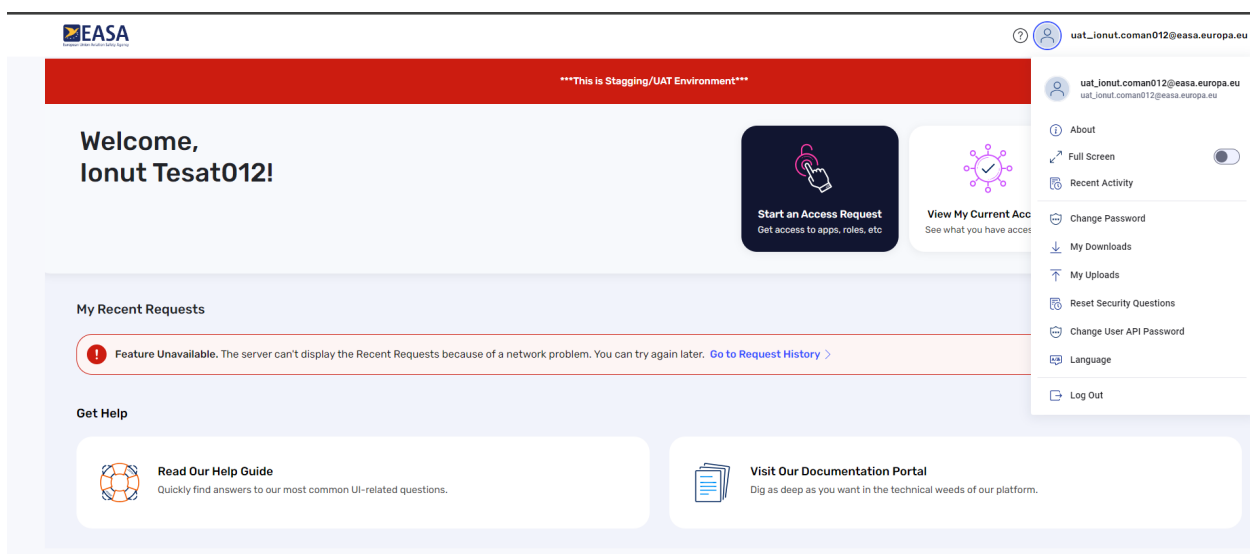 EASA
European Union Aviation Safety Agency
uat_ionut.coman012@easa.europa.eu
***This is Stagging/UAT Environment***
Welcome,
Ionut Tesat012!
Start an Access Request
Get access to apps, roles, etc
View My Current Acc
See what you have acces
uat_ionut.coman012@easa.europa.eu
uat_ionut.coman012@easa.europa.eu
About
Full Screen
Recent Activity
Change Password
My Downloads
My Uploads
Reset Security Questions
Change User API Password
Language
Log Out
My Recent Requests
Feature Unavailable. The server can't display the Recent Requests because of a network problem. You can try again later. Go to Request History >
Get Help
Read Our Help Guide
Quickly find answers to our most common UI-related questions.
Visit Our Documentation Portal
Dig as deep as you want in the technical weeds of our platform.